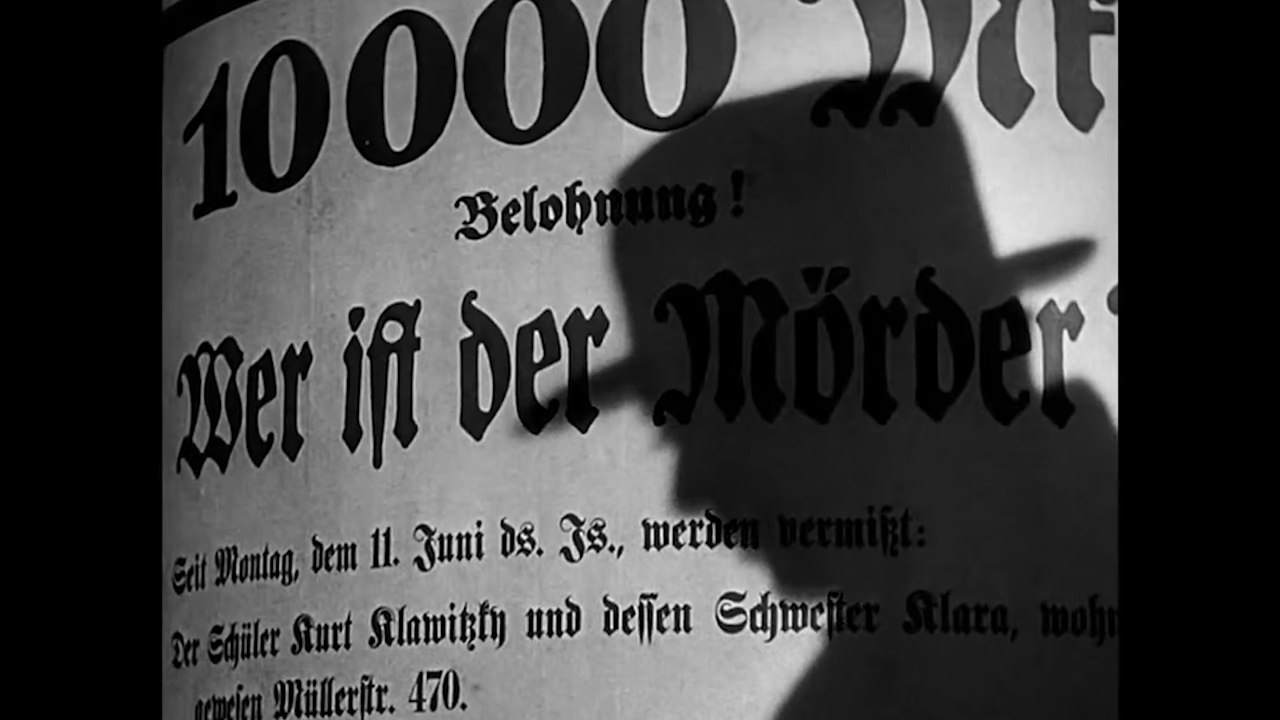 10000 Mk
Belohnung!
Wer ist der Mörder
Seit Montag, dem 11. Juni ds. Js., werden vermißt:
Der Schüler Kurt Klawitzky und dessen Schwester Klara, wohn
gewesen Müllerstr. 470.